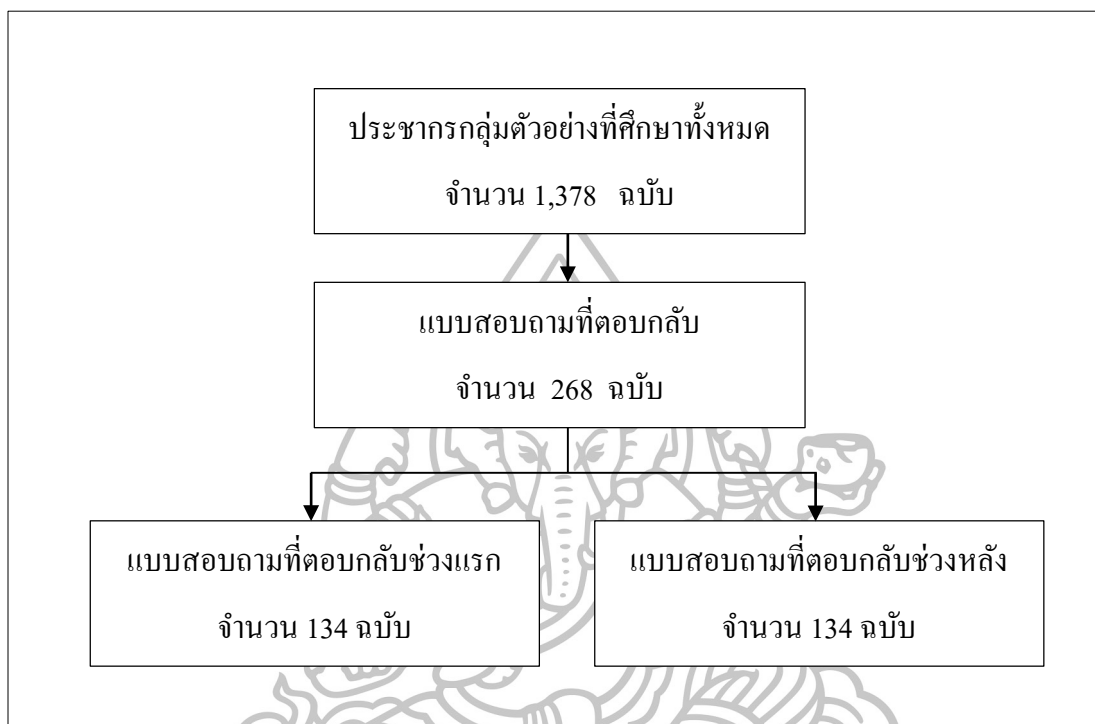 ประชากรกลุ่มตัวอย่างที่ศึกษาทั้งหมด
จำนวน 1,378 ฉบับ
แบบสอบถามที่ตอบกลับ
จำนวน 268 ฉบับ
แบบสอบถามที่ตอบกลับช่วงแรก
จำนวน 134 ฉบับ
แบบสอบถามที่ตอบกลับช่วงหลัง
จำนวน 134 ฉบับ